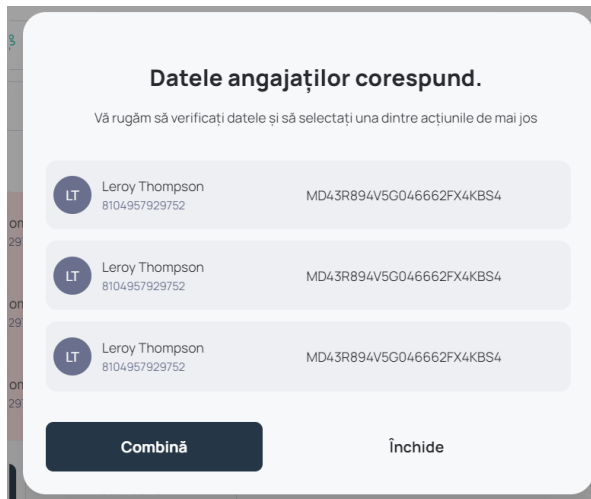 Datele angajaților corespund.
Vă rugăm să verificați datele și să selectați una dintre acțiunile de mai jos
LT
Leroy Thompson
8104957929752
MD43R894V5G046662FX4KBS4
LT
Leroy Thompson
8104957929752
MD43R894V5G046662FX4KBS4
LT
Leroy Thompson
8104957929752
MD43R894V5G046662FX4KBS4
Combină
Închide